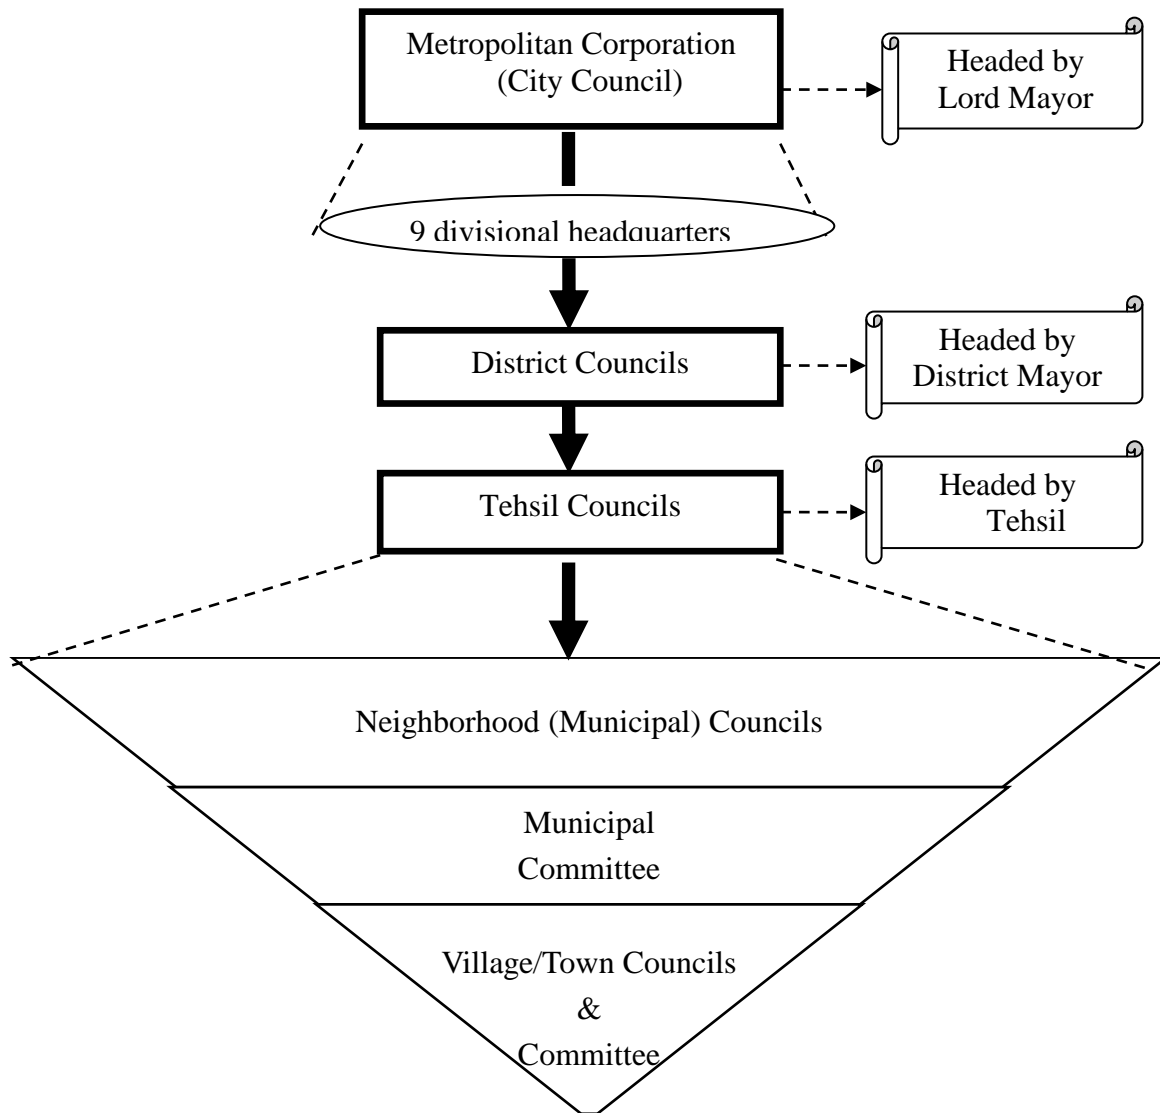 Metropolitan Corporation
(City Council)
Headed by
Lord Mayor
9 divisional headquarters
District Councils
Headed by
District Mayor
Tehsil Councils
Headed by
Tehsil
Neighborhood (Municipal) Councils
Municipal
Committee
Village/Town Councils
&
Committee